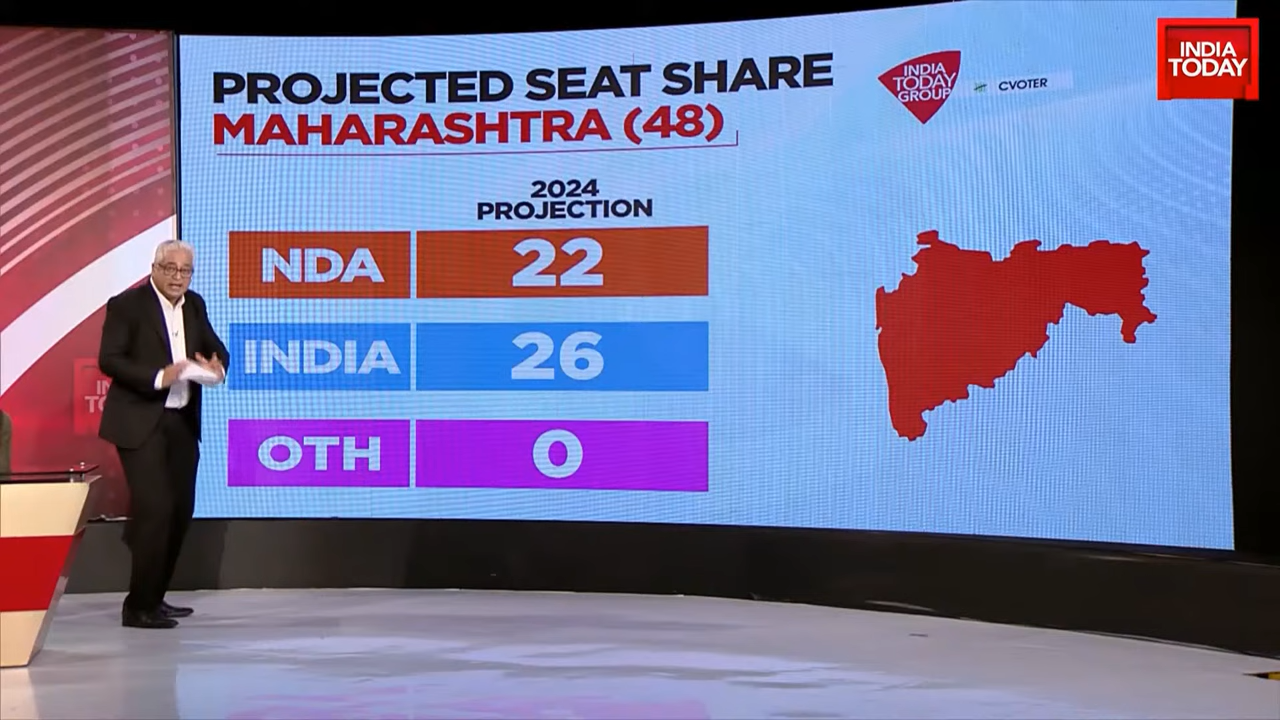 PROJECTED SEAT SHARE
MAHARASHTRA (48)
INDIA
TODAY
GROUP
CVOTER
INDIA
TODAY
2024
PROJECTION
NDA 22
INDIA 26
OTH 0